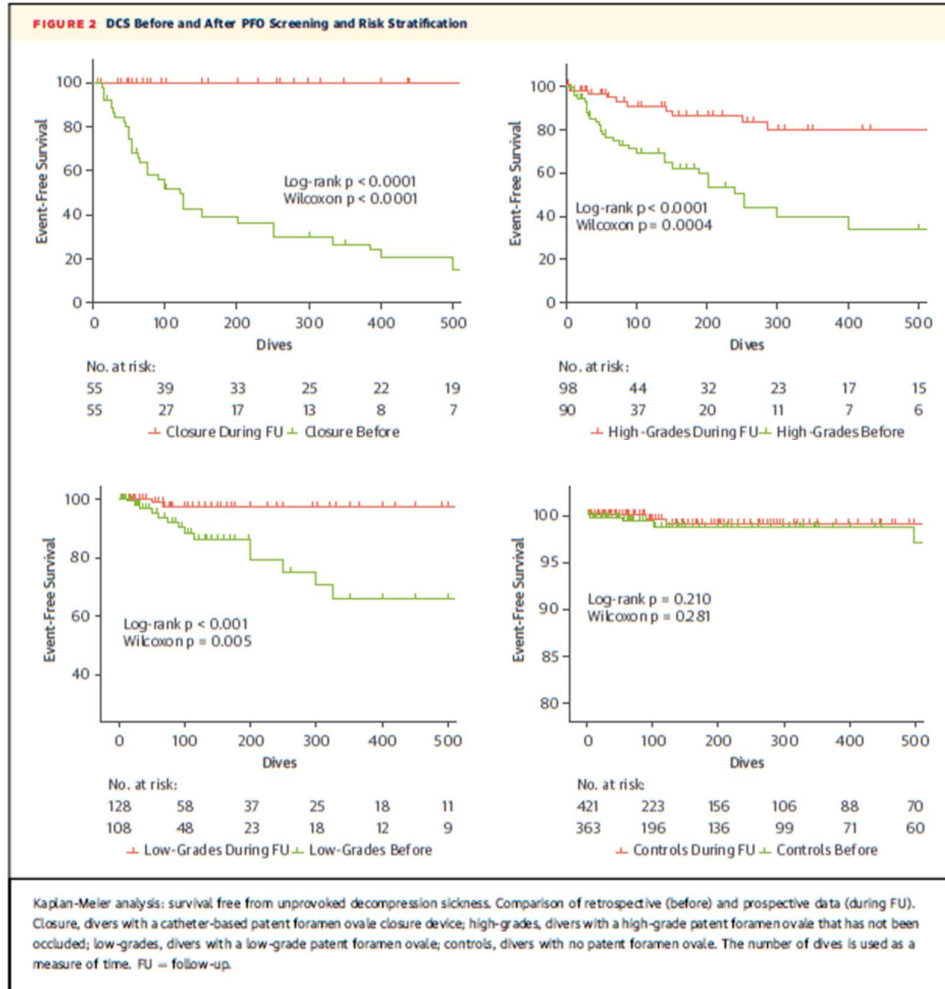 FIGURE 2 DCS Before and After PFO Screening and Risk Stratification
100
80
60
40
20
0
Event-Free Survival
Log-rank p < 0.0001
Wilcoxon p < 0.0001
0 100 200 300 400 500
Dives
No. at risk:
55 39 33 25 22 19
55 27 17 13 8 7
Closure During FU Closure Before
100
80
60
40
20
0
Event-Free Survival
Log-rank p < 0.0001
Wilcoxon p = 0.0004
0 100 200 300 400 500
Dives
No. at risk:
98 44 32 23 17 15
90 37 20 11 7 6
High-Grades During FU High-Grades Before
100
80
60
40
Event-Free Survival
Log-rank p < 0.001
Wilcoxon p = 0.005
0 100 200 300 400 500
Dives
No. at risk:
128 58 37 25 18 11
108 48 23 18 12 9
Low-Grades During FU Low-Grades Before
100
95
90
85
80
Event-Free Survival
Log-rank p = 0.210
Wilcoxon p = 0.281
0 100 200 300 400 500
Dives
No. at risk:
421 223 156 106 88 70
363 196 136 99 71 60
Controls During FU Controls Before
Kaplan-Meier analysis: survival free from unprovoked decompression sickness. Comparison of retrospective (before) and prospective data (during FU).
Closure, divers with a catheter-based patent foramen ovale closure device; high-grades, divers with a high-grade patent foramen ovale that has not been
occluded; low-grades, divers with a low-grade patent foramen ovale; controls, divers with no patent foramen ovale. The number of dives is used as a
measure of time. FU = follow-up.